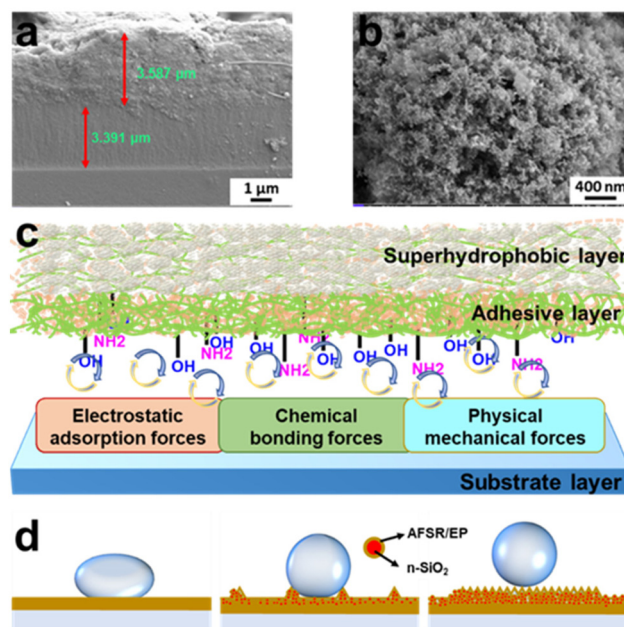 a
3.587 μm
3.391 μm
1 μm
b
400 nm
c
Superhydrophobic layer
Adhesive layer
NH2
OH
OH
NH2
OH
NH2
OH
OH
OH
OH
OH
NH2
OH
Electrostatic
adsorption forces
Chemical
bonding forces
Physical
mechanical forces
Substrate layer
d
AFSR/EP
n-SiO₂